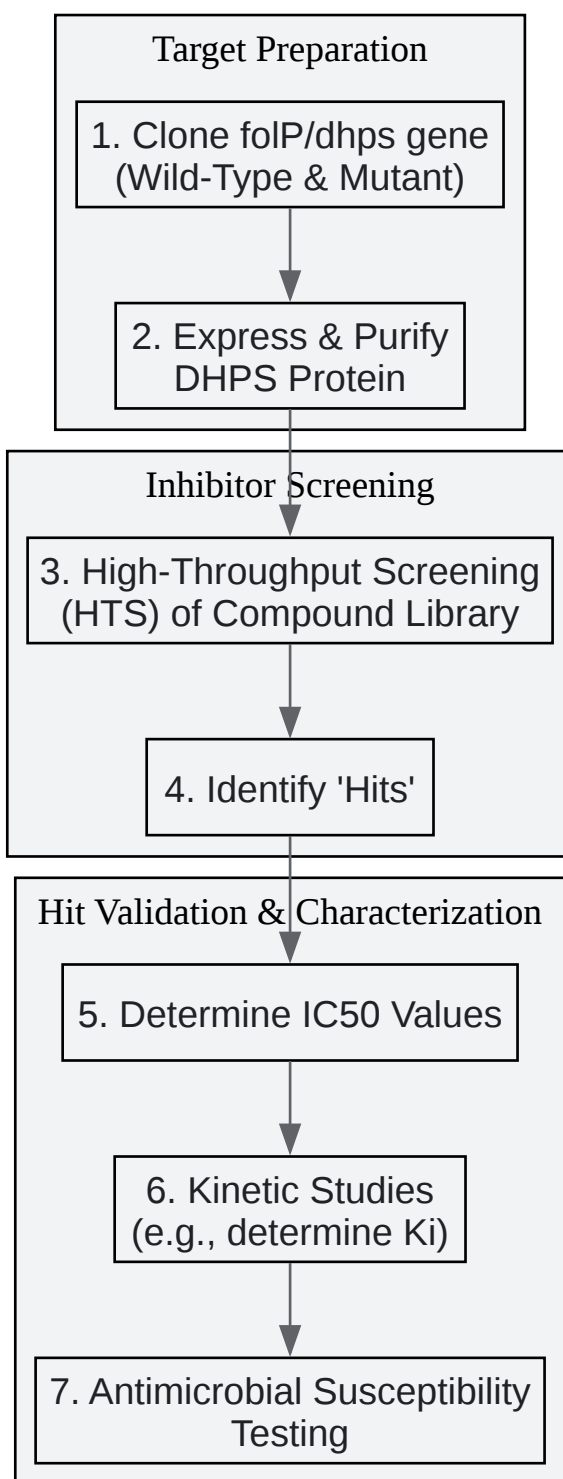 Target Preparation
1. Clone folP/dhps gene
(Wild-Type & Mutant)
2. Express & Purify
DHPS Protein
Inhibitor Screening
3. High-Throughput Screening
(HTS) of Compound Library
4. Identify 'Hits'
Hit Validation & Characterization
5. Determine IC50 Values
6. Kinetic Studies
(e.g., determine Ki)
7. Antimicrobial Susceptibility
Testing